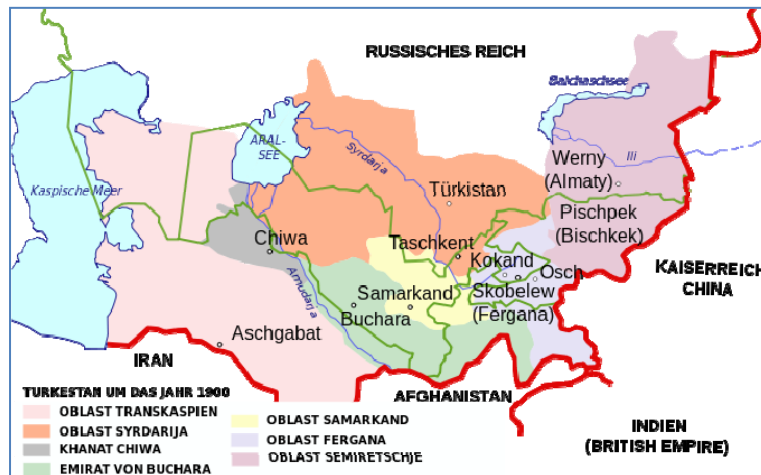 RUSSISCHES REICH
Balchaschsee
ARAL-
SEE
Syrdarja
Ili
Werny
(Almaty)
Kaspische Meer
Türkistan
Pischpek
(Bischkek)
Chiwa
Taschkent
Kokand
Osch
KAISERREICH
CHINA
Amudarja
Samarkand
Skobelew
(Fergana)
Buchara
Aschgabat
IRAN
AFGHANISTAN
TURKESTAN UM DAS JAHR 1900
OBLAST TRANSKASPIEN
OBLAST SYRDARIJA
KHANAT CHIWA
EMIRAT VON BUCHARA
OBLAST SAMARKAND
OBLAST FERGANA
OBLAST SEMIRETSCHJE
INDIEN
(BRITISH EMPIRE)